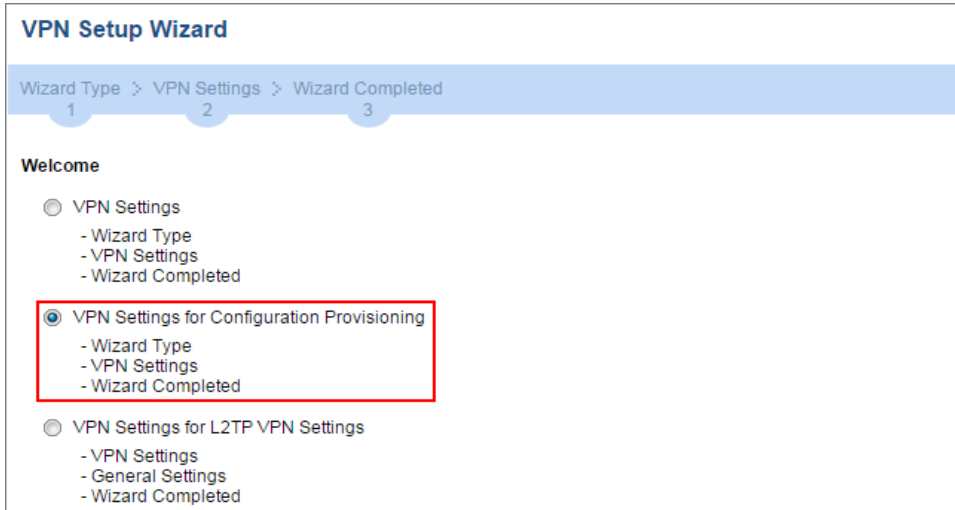 VPN Setup Wizard
Wizard Type > VPN Settings > Wizard Completed
1 2 3
Welcome
VPN Settings
- Wizard Type
- VPN Settings
- Wizard Completed
VPN Settings for Configuration Provisioning
- Wizard Type
- VPN Settings
- Wizard Completed
VPN Settings for L2TP VPN Settings
- VPN Settings
- General Settings
- Wizard Completed